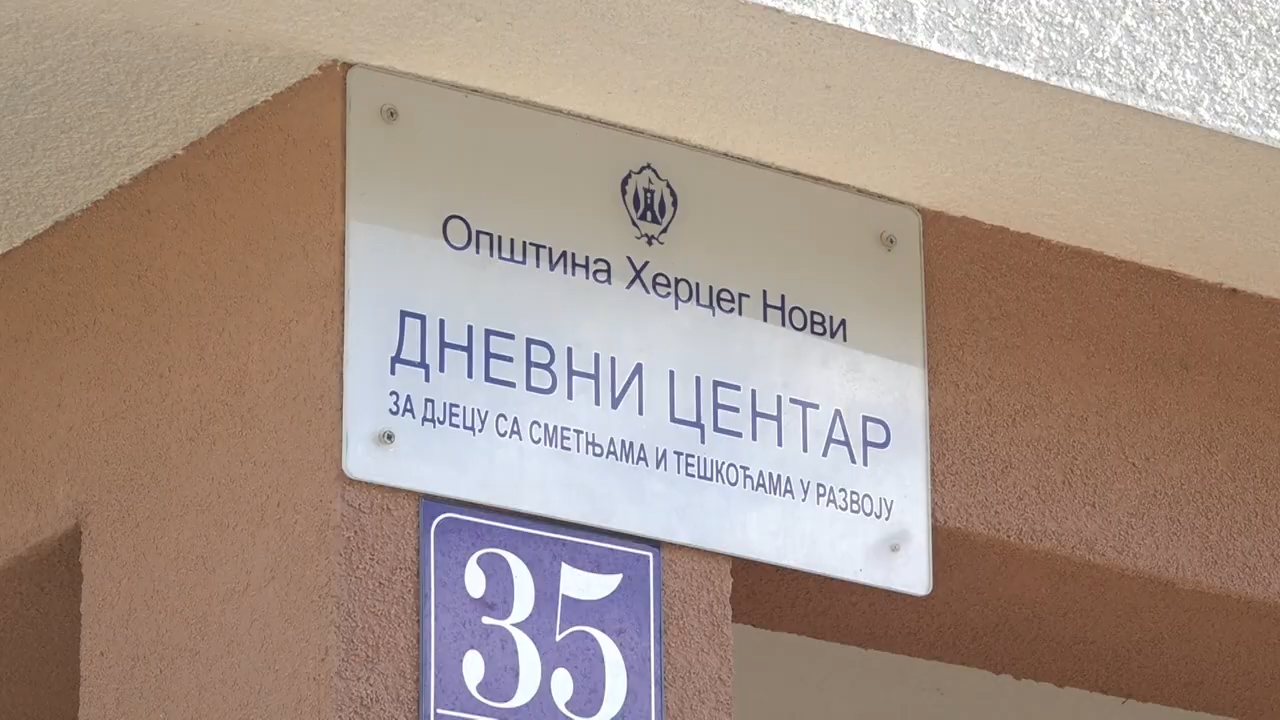 Општина Херцег Нови
ДНЕВНИ ЦЕНТАР
ЗА ДЈЕЦУ СА СМЕТЊАМА И ТЕШКОЋАМА У РАЗВОЈУ
35